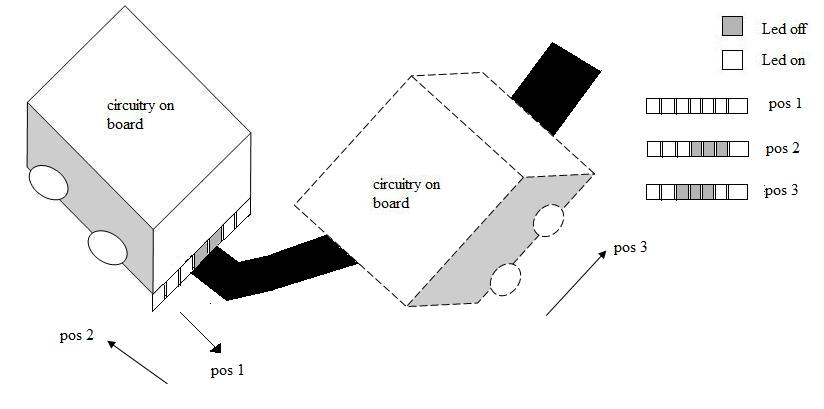 Led off
circuitry on
board
Led on
pos 1
pos 2
circuitry on
board
pos 3
pos 3
pos 2
pos 1